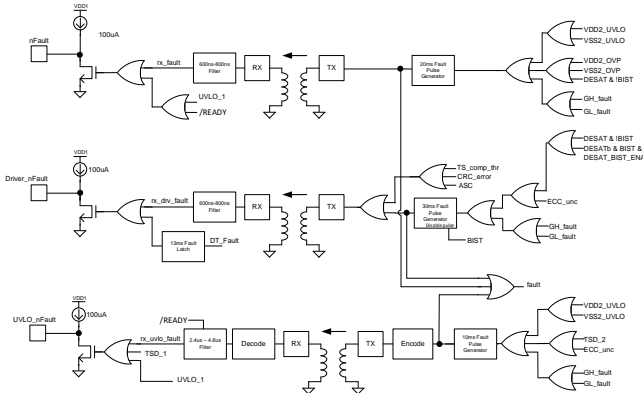 VDD1
100uA
nFault
rx_fault
600ns-800ns
Filter
RX
TX
20ms Fault
Pulse
Generator
VDD2_UVLO
VSS2_UVLO
VDD2_OVP
VSS2_OVP
DESAT & !BIST
GH_fault
GL_fault
UVLO_1
/READY
VDD1
100uA
Driver_nFault
rx_drv_fault
600ns-800ns
Filter
RX
TX
13ms Fault
Latch
DT_Fault
TS_comp_thr
CRC_error
ASC
30ms Fault
Pulse
Generator
Disable pulse
BIST
DESAT & !BIST
DESATb & BIST &
DESAT_BIST_ENA
ECC_unc
GH_fault
GL_fault
fault
VDD1
100uA
UVLO_nFault
/READY
rx_uvlo_fault
TSD_1
UVLO_1
2.4us – 4.8us
Filter
Decode
RX
TX
Encode
10ms Fault
Pulse
Generator
VDD2_UVLO
VSS2_UVLO
TSD_2
ECC_unc
GH_fault
GL_fault